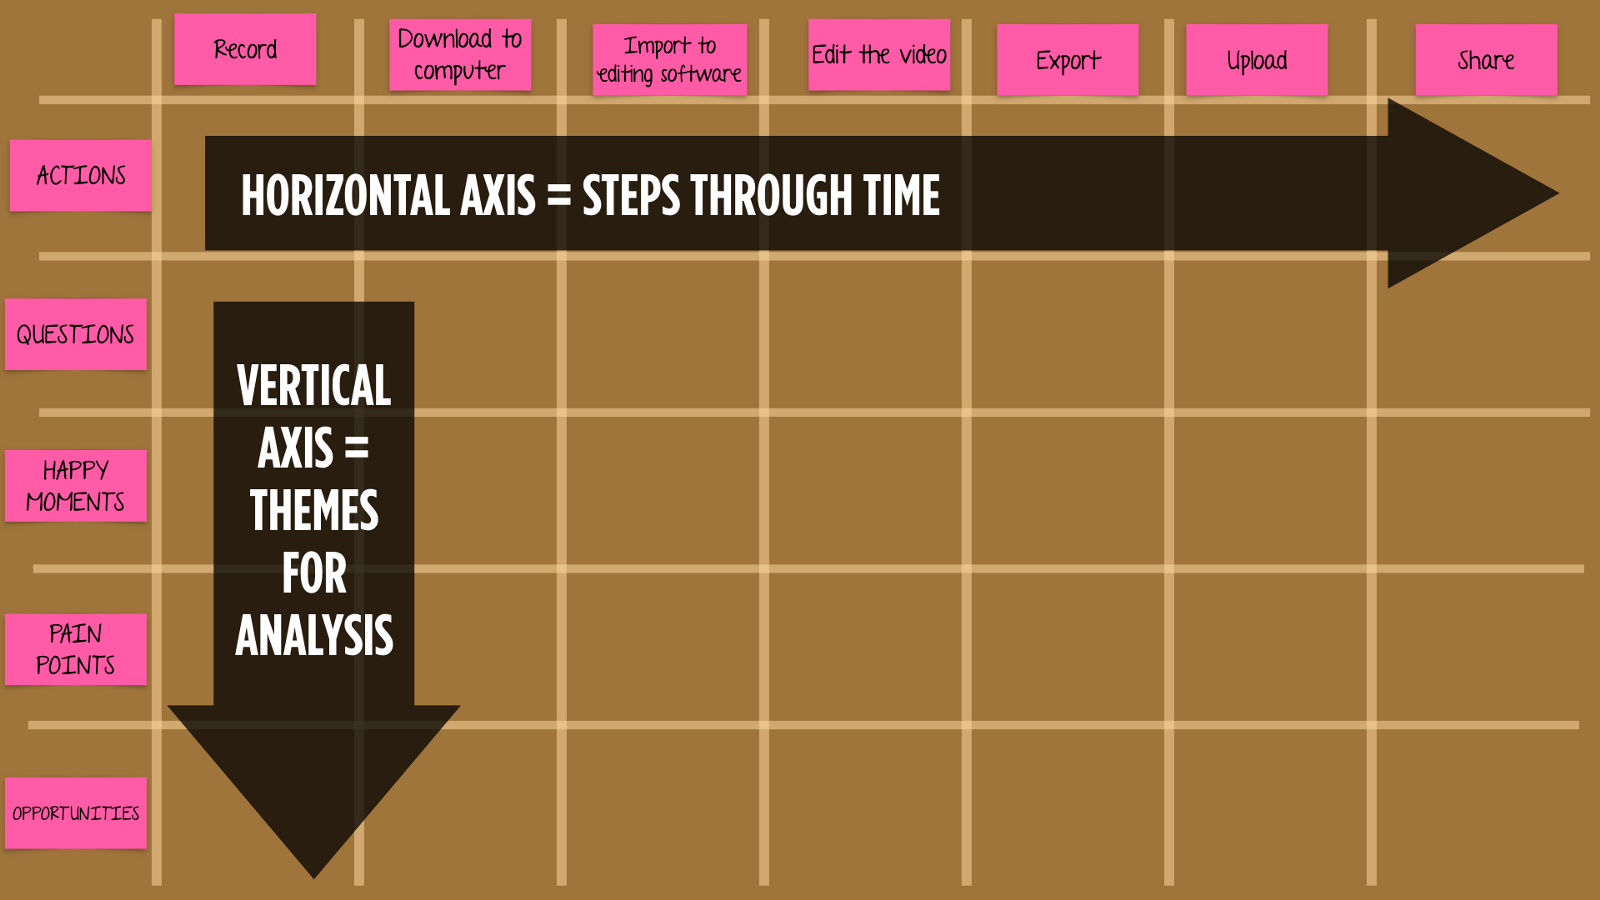 Record
Download to
computer
Import to
editing software
Edit the video
Export
Upload
Share
ACTIONS
HORIZONTAL AXIS = STEPS THROUGH TIME
QUESTIONS
VERTICAL
AXIS =
THEMES
FOR
ANALYSIS
HAPPY
MOMENTS
PAIN
POINTS
OPPORTUNITIES